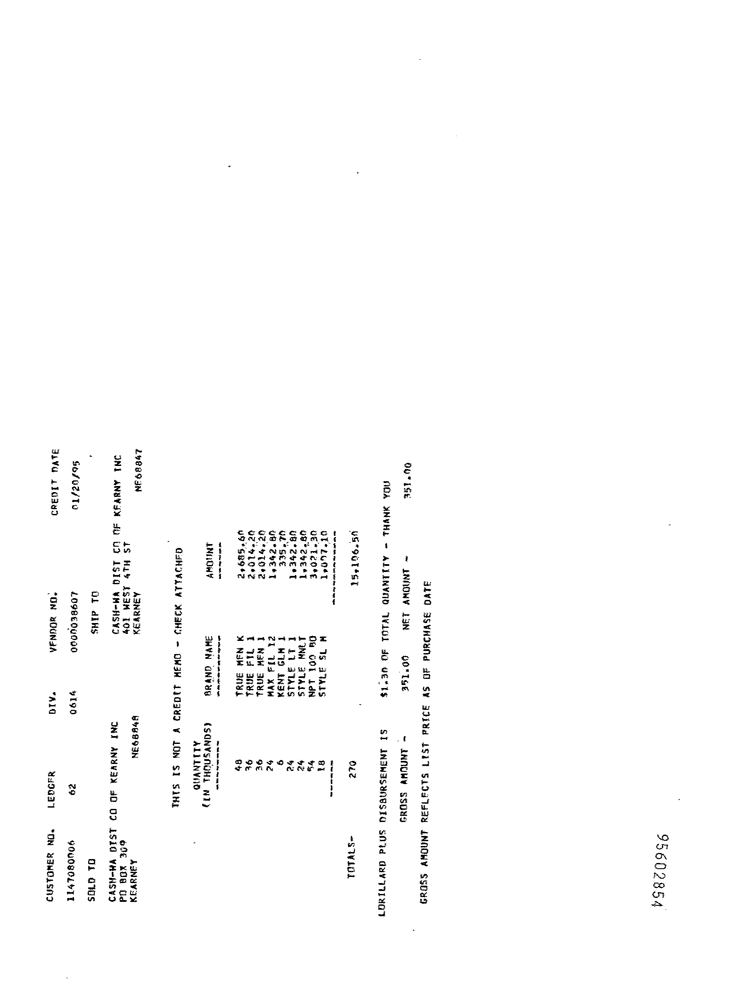 CUSTOMER NO. LEDGER DIV. VENDOR NO. CREDIT DATE
1147080006 62 0614 0000038607 01/20/95
SOLD TO SHIP TO
CASH-WA DIST CO OF KEARNY INC CASH-WA DIST CO OF KEARNY INC
PO BOX 309 401 WEST 4TH ST
KEARNEY NE68848 KEARNEY NE68847
THIS IS NOT A CREDIT MEMO - CHECK ATTACHED
QUANTITY
(IN THOUSANDS) BRAND NAME AMOUNT
-------- ---------- ------
48 TRUE MEN K 2,685.60
36 TRUE FIL 1 2,014.20
36 TRUE MEN 1 2,014.20
24 MAX FIL 12 1,342.80
6 KENT GLM 1 335.70
24 STYLE LT 1 1,342.80
24 STYLE MNLT 1,342.80
54 NPT 100 BO 3,021.30
18 STYLE SL M 1,007.10
------ ------------
TOTALS- 270 15,106.50
LORILLARD PLUS DISBURSEMENT IS $1.30 OF TOTAL QUANTITY - THANK YOU
GROSS AMOUNT - 351.00 NET AMOUNT - 351.00
GROSS AMOUNT REFLECTS LIST PRICE AS OF PURCHASE DATE
95602854